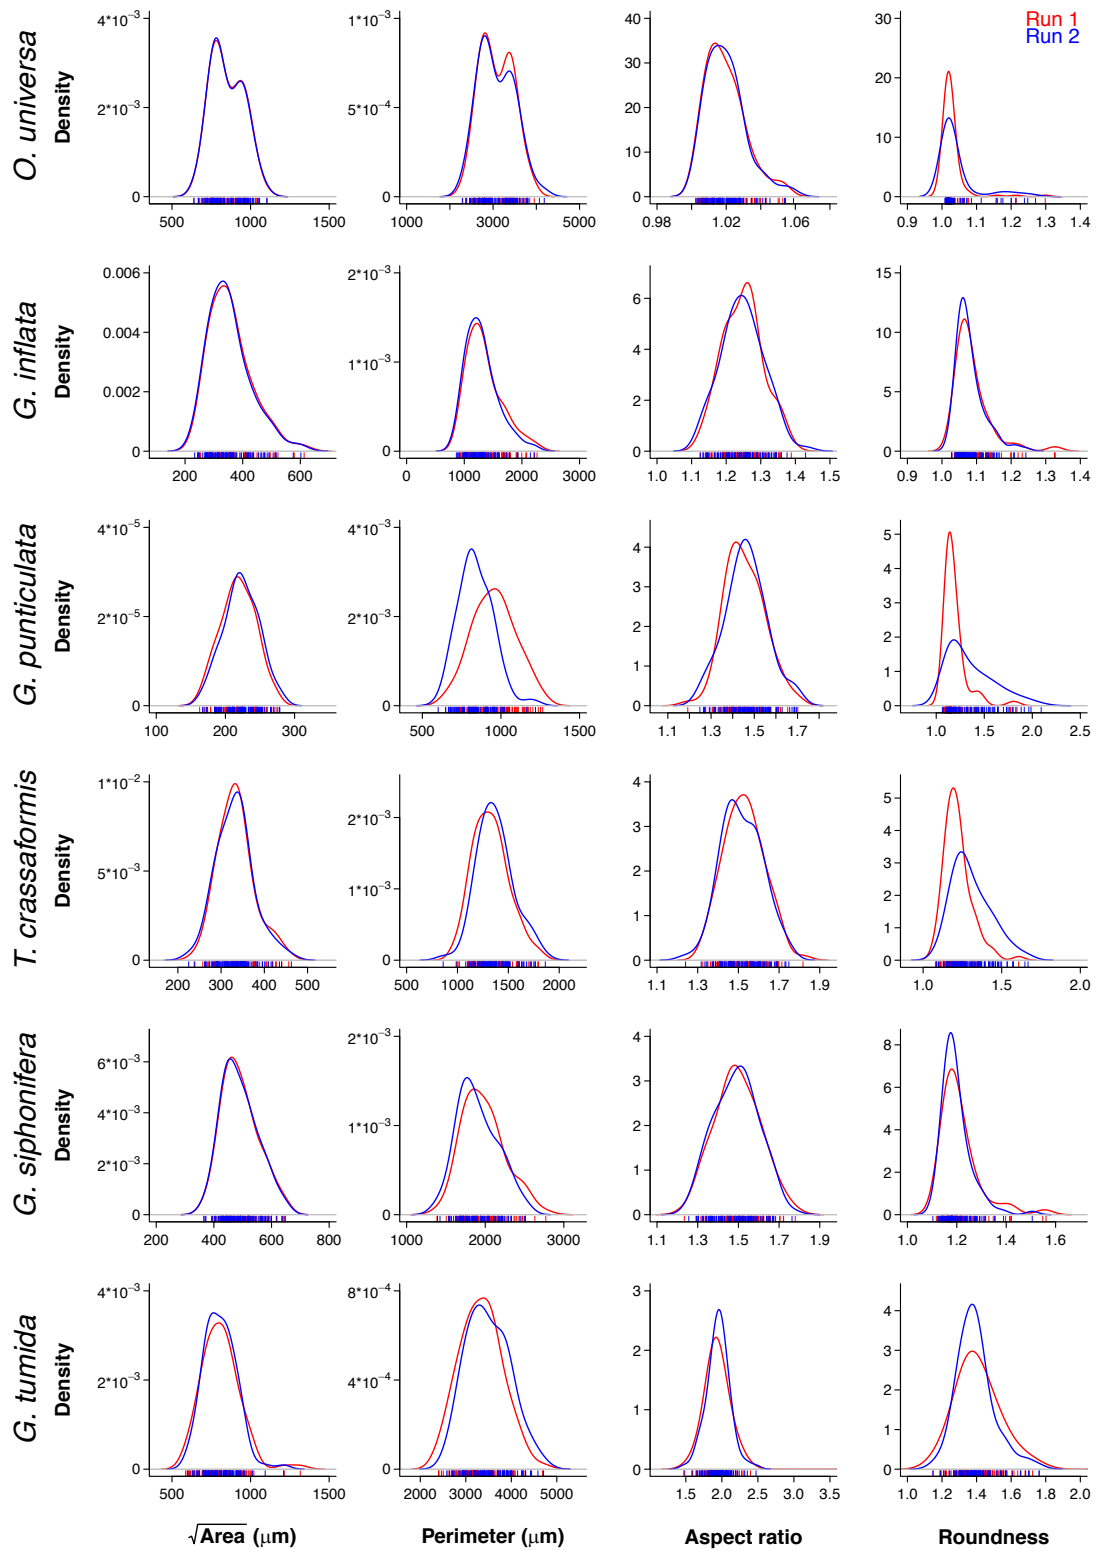 Run 1
Run 2
O. universa
Density
4*10−3
2*10−3
0
500 1000 1500
1*10−3
5*10−4
0
1000 3000 5000
40
30
20
10
0
0.98 1.02 1.06
30
20
10
0
0.9 1.0 1.1 1.2 1.3 1.4
G. inflata
Density
0.006
0.004
0.002
0
200 400 600
2*10−3
1*10−3
0
0 1000 2000 3000
6
4
2
0
1.0 1.1 1.2 1.3 1.4 1.5
15
10
5
0
0.9 1.0 1.1 1.2 1.3 1.4
G. punticulata
Density
4*10−5
2*10−5
0
100 200 300
4*10−3
2*10−3
0
500 1000 1500
4
3
2
1
0
1.1 1.3 1.5 1.7
5
4
3
2
1
0
1.0 1.5 2.0 2.5
T. crassaformis
Density
1*10−2
5*10−3
0
200 300 400 500
2*10−3
1*10−3
0
500 1000 1500 2000
4
3
2
1
0
1.1 1.3 1.5 1.7 1.9
5
4
3
2
1
0
1.0 1.5 2.0
G. siphonifera
Density
6*10−3
4*10−3
2*10−3
0
200 400 600 800
2*10−3
1*10−3
0
1000 2000 3000
4
3
2
1
0
1.1 1.3 1.5 1.7 1.9
8
6
4
2
0
1.0 1.2 1.4 1.6
G. tumida
Density
4*10−3
2*10−3
0
500 1000 1500
8*10−4
4*10−4
0
2000 3000 4000 5000
3
2
1
0
1.5 2.0 2.5 3.0 3.5
4
3
2
1
0
1.0 1.2 1.4 1.6 1.8 2.0
√Area (μm) Perimeter (μm) Aspect ratio Roundness